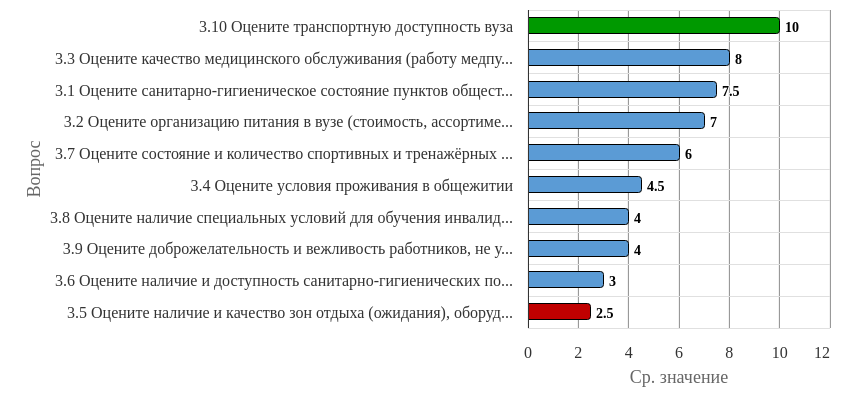 3.10 Оцените транспортную доступность вуза 10
3.3 Оцените качество медицинского обслуживания (работу медпу... 8
3.1 Оцените санитарно-гигиеническое состояние пунктов общест... 7.5
3.2 Оцените организацию питания в вузе (стоимость, ассортиме... 7
3.7 Оцените состояние и количество спортивных и тренажёрных ... 6
3.4 Оцените условия проживания в общежитии 4.5
3.8 Оцените наличие специальных условий для обучения инвалид... 4
3.9 Оцените доброжелательность и вежливость работников, не у... 4
3.6 Оцените наличие и доступность санитарно-гигиенических по... 3
3.5 Оцените наличие и качество зон отдыха (ожидания), оборуд... 2.5
Вопрос
0 2 4 6 8 10 12
Ср. значение